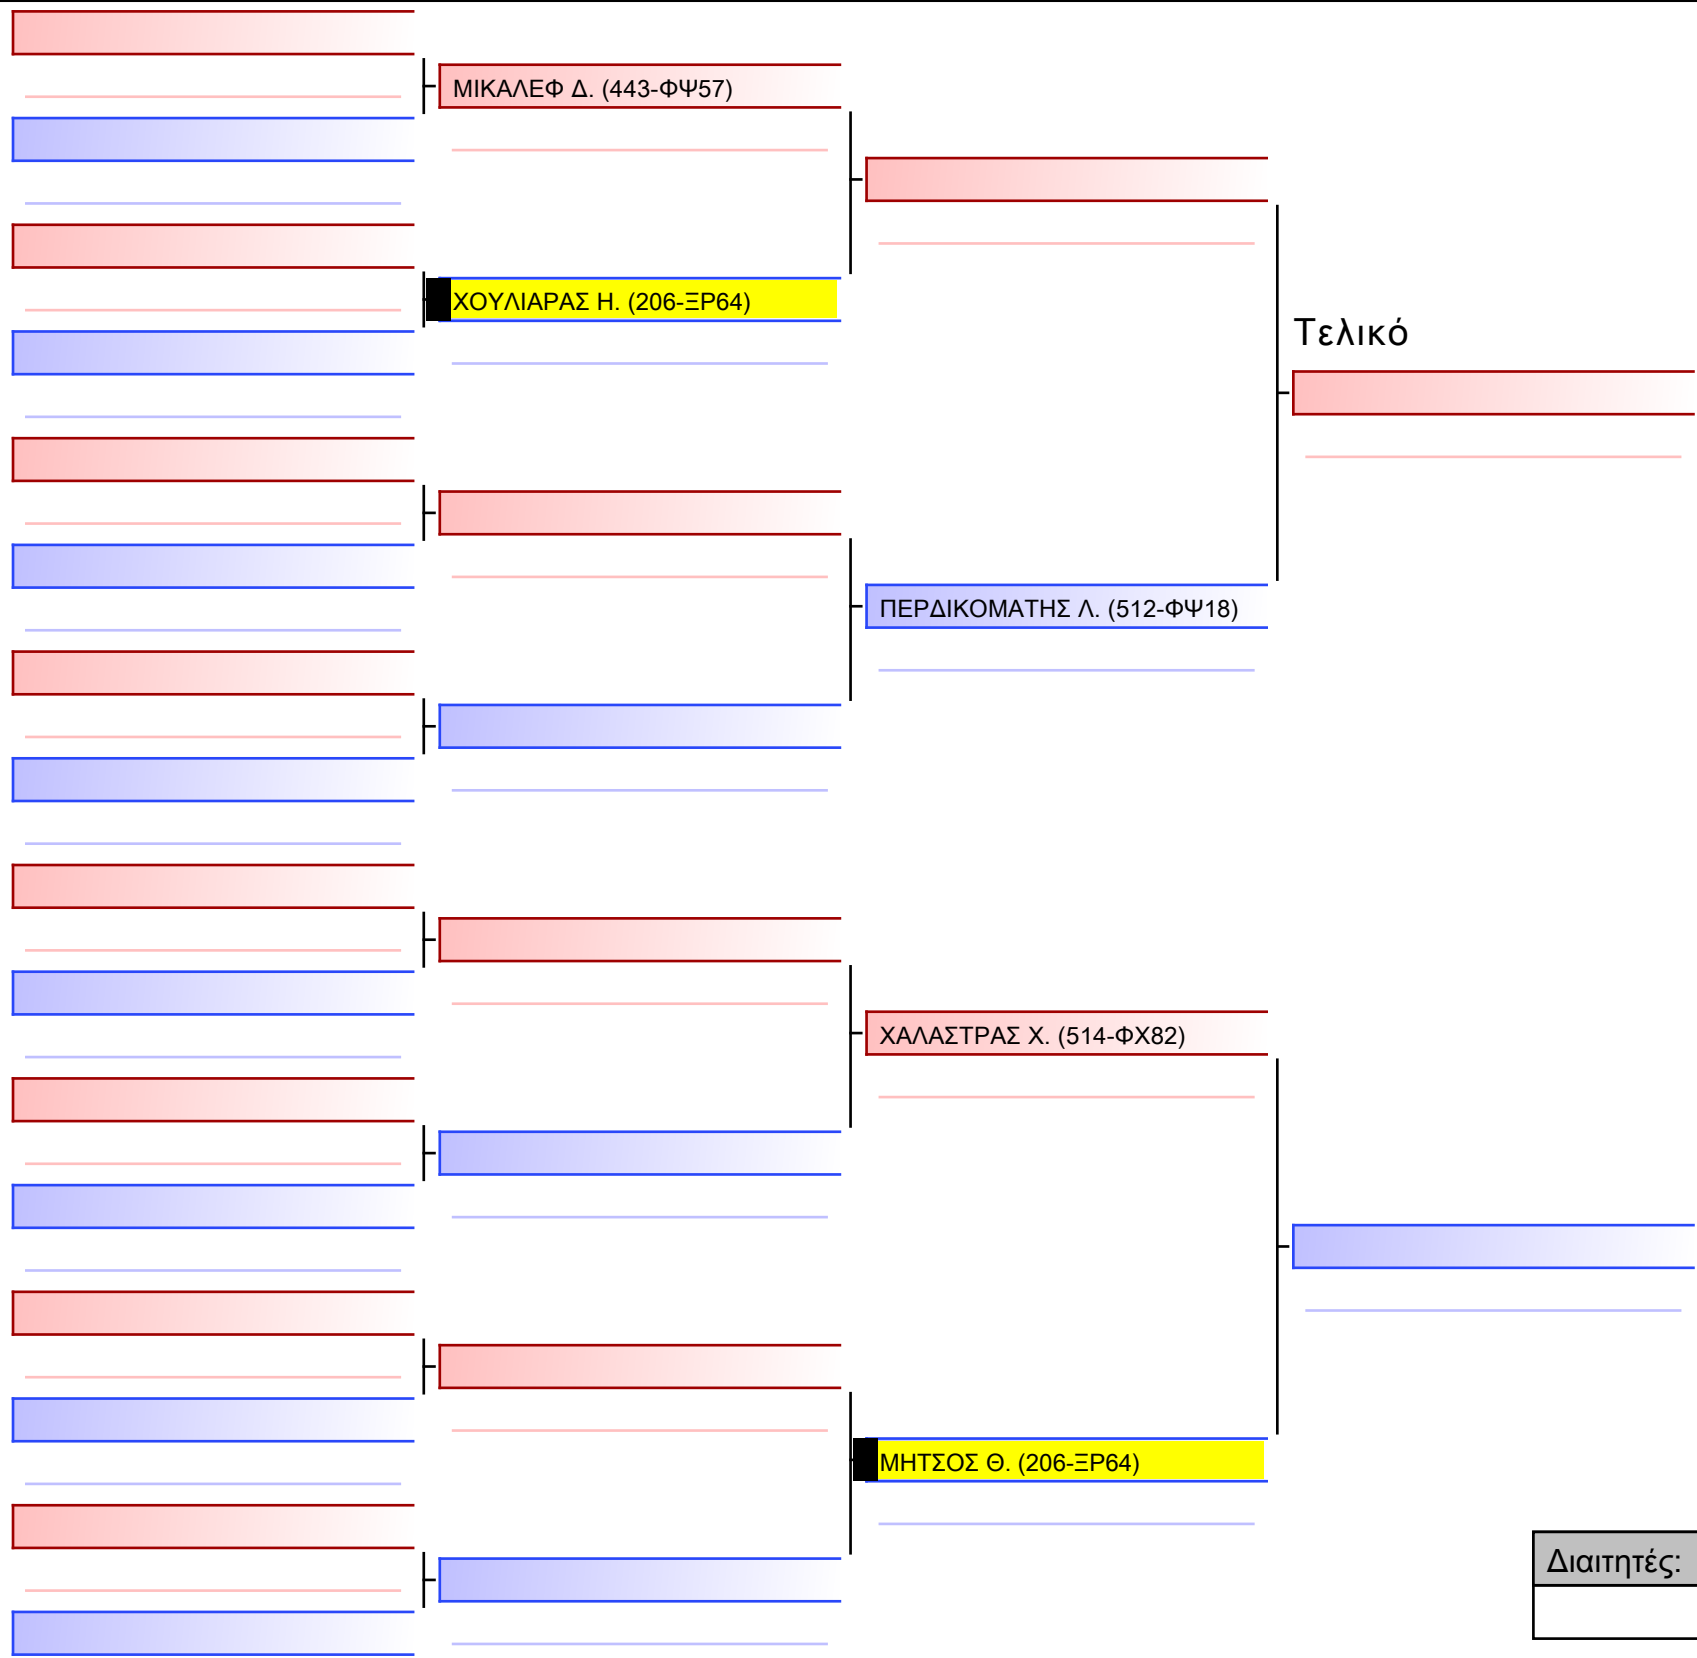 ΜΙΚΑΛΕΦ Δ. (443-ΦΨ57)
ΧΟΥΛΙΑΡΑΣ Η. (206-ΞΡ64)
Τελικό
ΠΕΡΔΙΚΟΜΑΤΗΣ Λ. (512-ΦΨ18)
ΧΑΛΑΣΤΡΑΣ Χ. (514-ΦΧ82)
ΜΗΤΣΟΣ Θ. (206-ΞΡ64)
Διαιτητές: